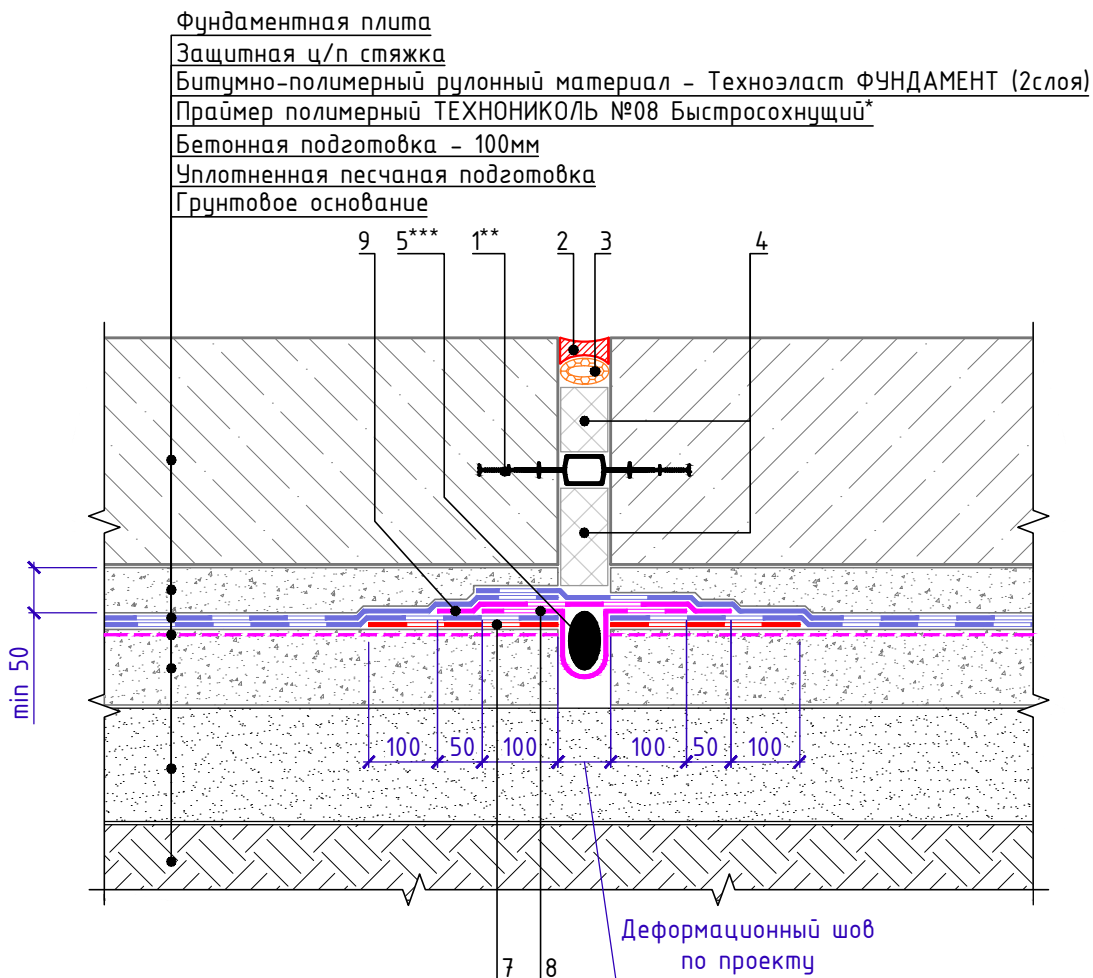 Фундаментная плита
Защитная ц/п стяжка
Битумно-полимерный рулонный материал - Техноэласт ФУНДАМЕНТ (2слоя)
Праймер полимерный ТЕХНОНИКОЛЬ №08 Быстросохнущий*
Бетонная подготовка - 100мм
Уплотненная песчаная подготовка
Грунтовое основание
9 5*** 1** 2 3 4
min 50
100 50 100 100 50 100
Деформационный шов
по проекту
7 8